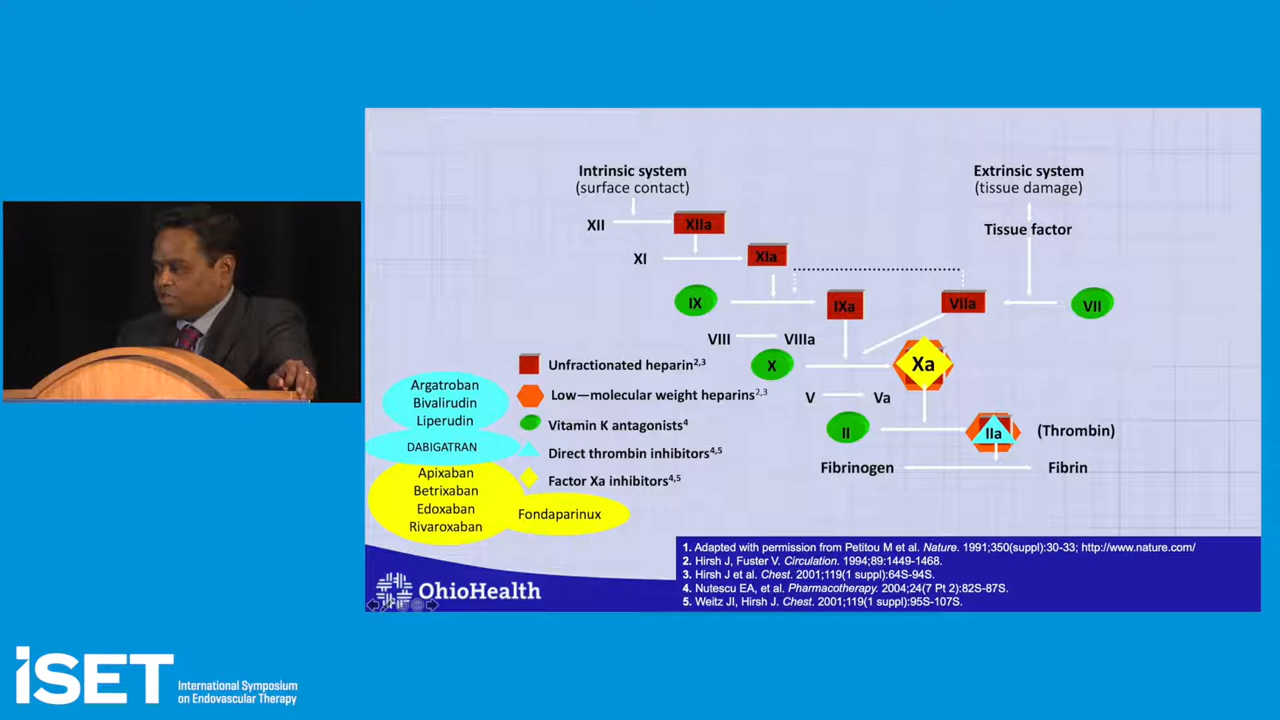 Intrinsic system
(surface contact)
Extrinsic system
(tissue damage)
XII
XIIa
Tissue factor
XI
XIa
IX
IXa
VIIa
VII
VIII
VIIIa
X
Xa
V
Va
II
IIa
(Thrombin)
Fibrinogen
Fibrin
Unfractionated heparin2,3
Low—molecular weight heparins2,3
Vitamin K antagonists4
Direct thrombin inhibitors4,5
Factor Xa inhibitors4,5
Argatroban
Bivalirudin
Liperudin
DABIGATRAN
Apixaban
Betrixaban
Edoxaban
Rivaroxaban
Fondaparinux
1. Adapted with permission from Petitou M et al. Nature. 1991;350(suppl):30-33; http://www.nature.com/
2. Hirsh J, Fuster V. Circulation. 1994;89:1449-1468.
3. Hirsh J et al. Chest. 2001;119(1 suppl):64S-94S.
4. Nutescu EA, et al. Pharmacotherapy. 2004;24(7 Pt 2):82S-87S.
5. Weitz JI, Hirsh J. Chest. 2001;119(1 suppl):95S-107S.
OhioHealth
iSET
International Symposium
on Endovascular Therapy